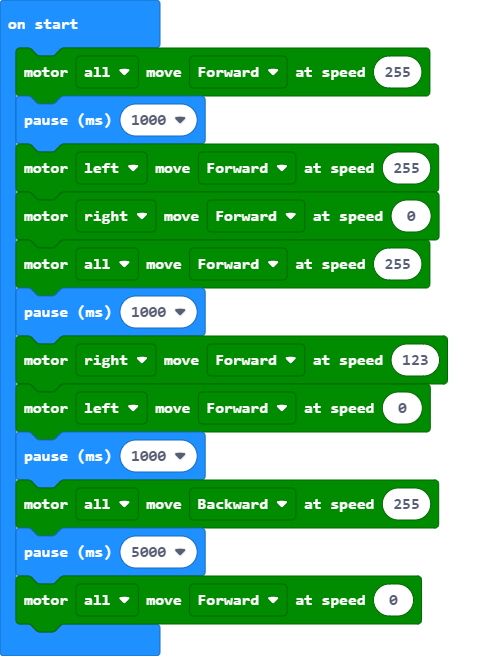 on start
motor all move Forward at speed 255
pause (ms) 1000
motor left move Forward at speed 255
motor right move Forward at speed 0
motor all move Forward at speed 255
pause (ms) 1000
motor right move Forward at speed 123
motor left move Forward at speed 0
pause (ms) 1000
motor all move Backward at speed 255
pause (ms) 5000
motor all move Forward at speed 0